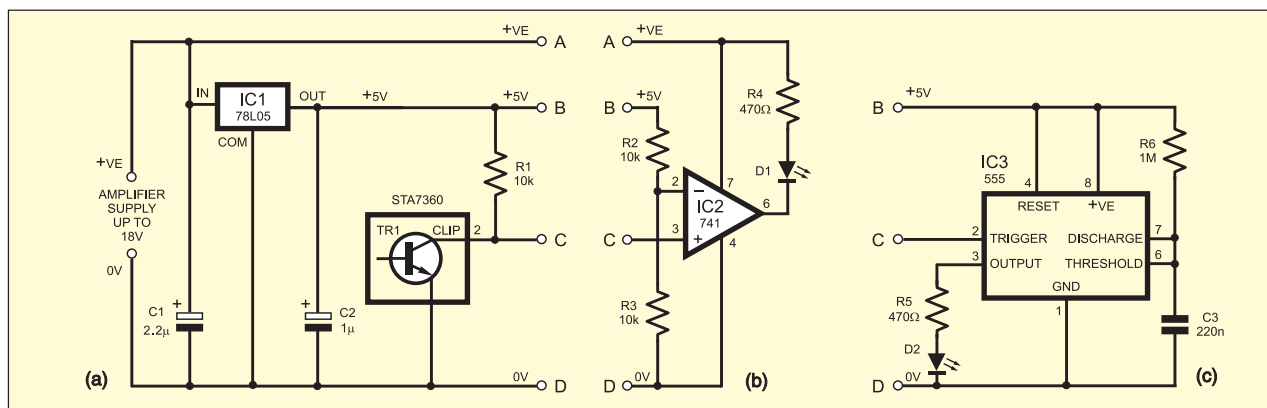 +VE
A
IN
IC1
78L05
OUT
+5V
+5V
B
COM
R1
10k
+VE
AMPLIFIER
SUPPLY
UP TO
18V
0V
STA7360
TR1
CLIP
2
C
C1
+
2.2µ
+
C2
1µ
(a)
0V
D
A
+VE
R4
470Ω
B
+5V
R2
10k
D1
2
−
7
IC2
741
6
C
3
+
4
R3
10k
D
0V
(b)
B
+5V
R6
1M
IC3
555
4
8
RESET
+VE
C
2
TRIGGER
DISCHARGE
7
3
OUTPUT
THRESHOLD
6
GND
R5
470Ω
1
C3
220n
D2
D
0V
(c)